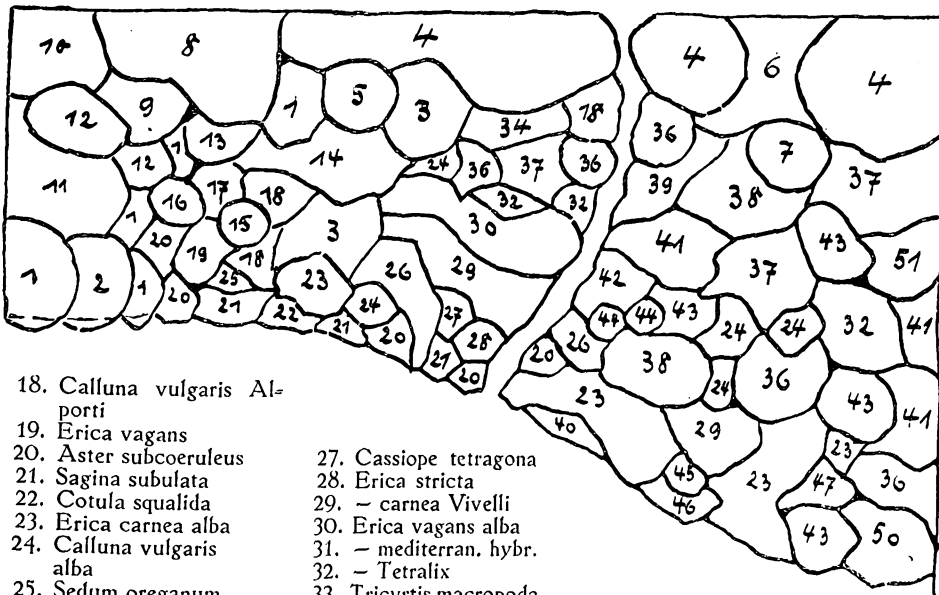 10 8 4 4 6 4
12 9 1 5 3 34 18 36 7
12 1 13 14 24 36 37 36 39 38 37
11 1 16 17 18 32 32
15 3 30 41 43 51
20 19 18 26 29 37
1 2 1 20 25 23 42
21 22 24 27 44 44 43 24 24 32 41
21 20 28 26
21 20 20 38 24 36 43 41
23 40 29 23
45 23 47 36
46 43 50
18. Calluna vulgaris Al=
porti
19. Erica vagans
20. Aster subcoeruleus
21. Sagina subulata
22. Cotula squalida
23. Erica carnea alba
24. Calluna vulgaris
alba
25. Sedum oreganum
27. Cassiope tetragona
28. Erica stricta
29. – carnea Vivelli
30. Erica vagans alba
31. – mediterran. hybr.
32. – Tetralix
33. Tricyrtis macropoda